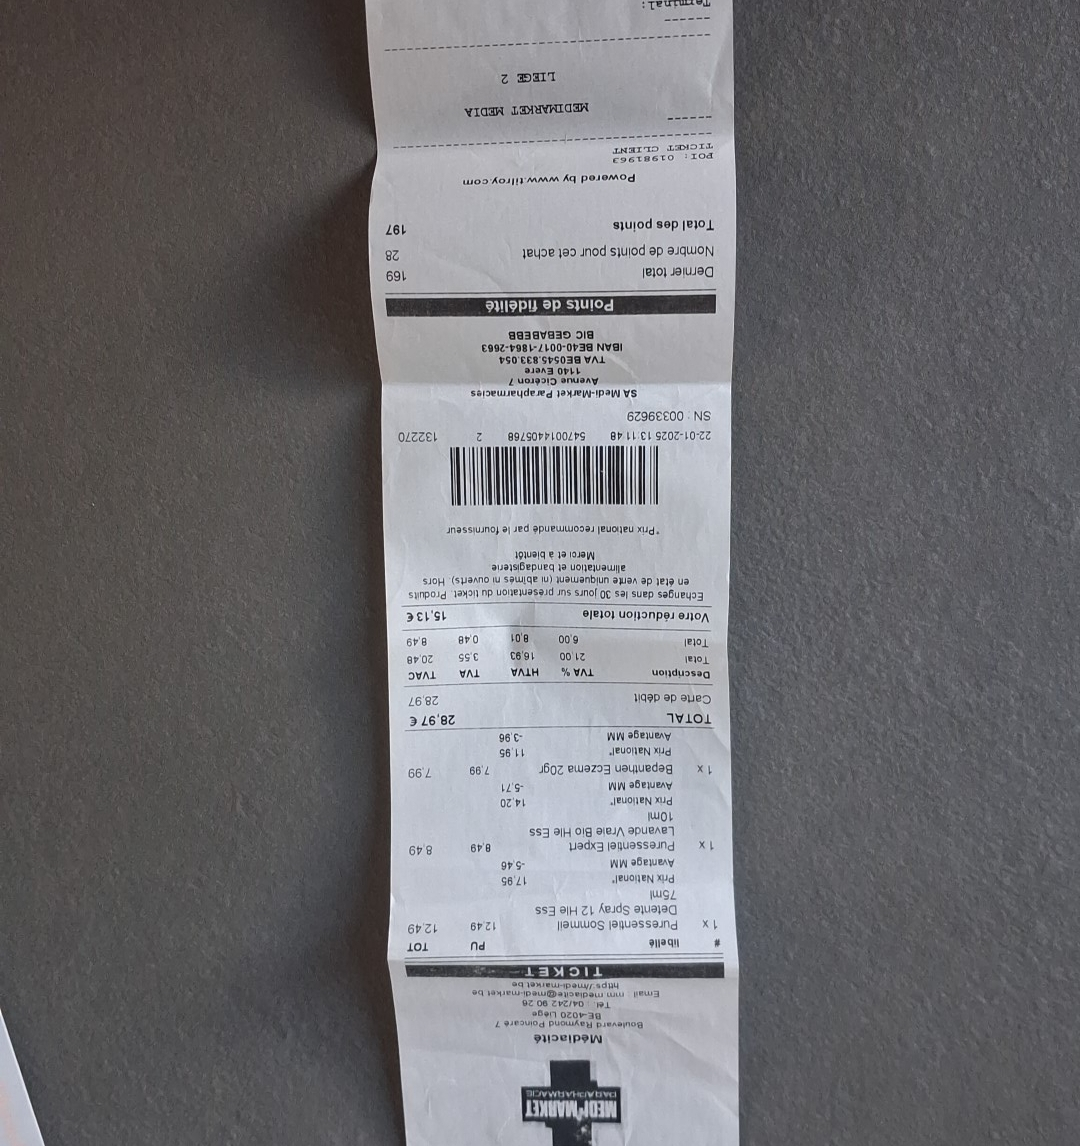 MEDI*MARKET
PARAPHARMACIE
Médiacité
Boulevard Raymond Poincaré 7
BE-4020 Liège
Tél. : 04/242 90 26
Email : mm.mediacite@medi-market.be
https://medi-market.be
TICKET
# libéllé PU TOT
1 x Puressentiel Sommeil 12,49 12,49
Detente Spray 12 Hle Ess
75ml
Prix National* 17,95
Avantage MM -5,46
1 x Puressentiel Expert 8,49 8,49
Lavande Vraie Bio Hle Ess
10ml
Prix National* 14,20
Avantage MM -5,71
1 x Bepanthen Eczema 20gr 7,99 7,99
Prix National* 11,95
Avantage MM -3,96
TOTAL 28,97 €
Carte de débit 28,97
Description TVA % HTVA TVA TVAC
Total 21,00 16,93 3,55 20,48
Total 6,00 8,01 0,48 8,49
Votre réduction totale 15,13 €
Echanges dans les 30 jours sur présentation du ticket. Produits
en état de vente uniquement (ni abîmés ni ouverts). Hors
alimentation et bandagisterie
Merci et à bientôt
*Prix national recommandé par le fournisseur
22-01-2025 13:11:48 5470014405768 2 132270
SN : 00339629
SA Medi-Market Parapharmacies
Avenue Cicéron 7
1140 Evere
TVA BE0545.833.054
IBAN BE40-0017-1864-2663
BIC GEBABEBB
Points de fidélité
Dernier total 169
Nombre de points pour cet achat 28
Total des points 197
Powered by www.tilroy.com
POI: 01981963
TICKET CLIENT
MEDIMARKET MEDIA
LIEGE 2
Terminal: